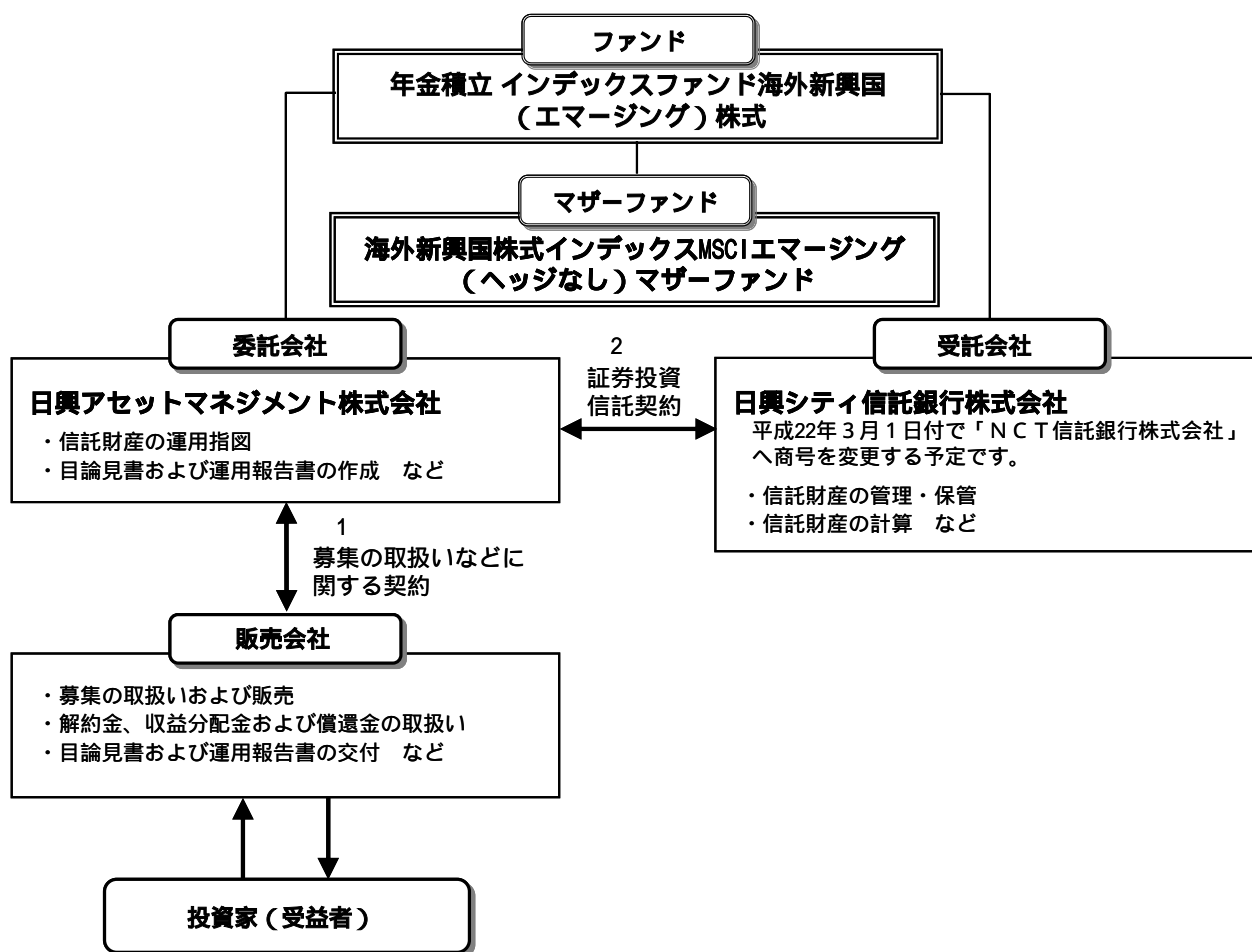 ファンド
年金積立 インデックスファンド海外新興国
(エマージング)株式
マザーファンド
海外新興国株式インデックスMSCIエマージング
(ヘッジなし)マザーファンド
委託会社
日興アセットマネジメント株式会社
・信託財産の運用指図
・目論見書および運用報告書の作成 など
2
証券投資
信託契約
受託会社
日興シティ信託銀行株式会社
平成22年3月1日付で「NCT信託銀行株式会社」
へ商号を変更する予定です。
・信託財産の管理・保管
・信託財産の計算 など
1
募集の取扱いなどに
関する契約
販売会社
・募集の取扱いおよび販売
・解約金、収益分配金および償還金の取扱い
・目論見書および運用報告書の交付 など
投資家(受益者)